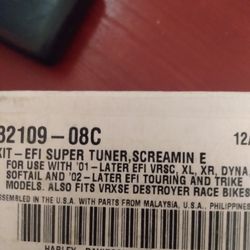 32109-08C
KIT-EFI SUPER TUNER,SCREAMIN E
12/
FOR USE WITH '01-LATER EFI VRSC, XL, XR, DYNA
SOFTAIL AND '02-LATER EFI TOURING AND TRIKE
MODELS. ALSO FITS VRXSE DESTROYER RACE BIKES
ASSEMBLED IN THE U.S.A. WITH PARTS FROM MALAYSIA, U.S.A., PHILIPPINES